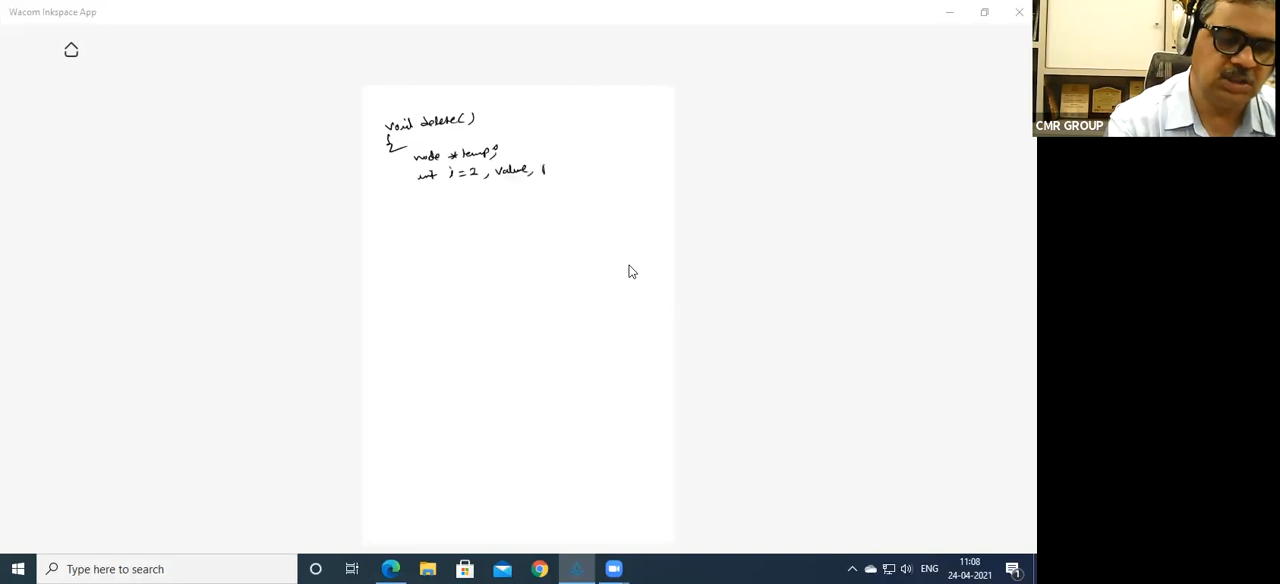 Wacom Inkspace App
CMR GROUP
void delete()
{
node *temp;
int i=2, value,
Type here to search
ENG
11:08
24-04-2021
1